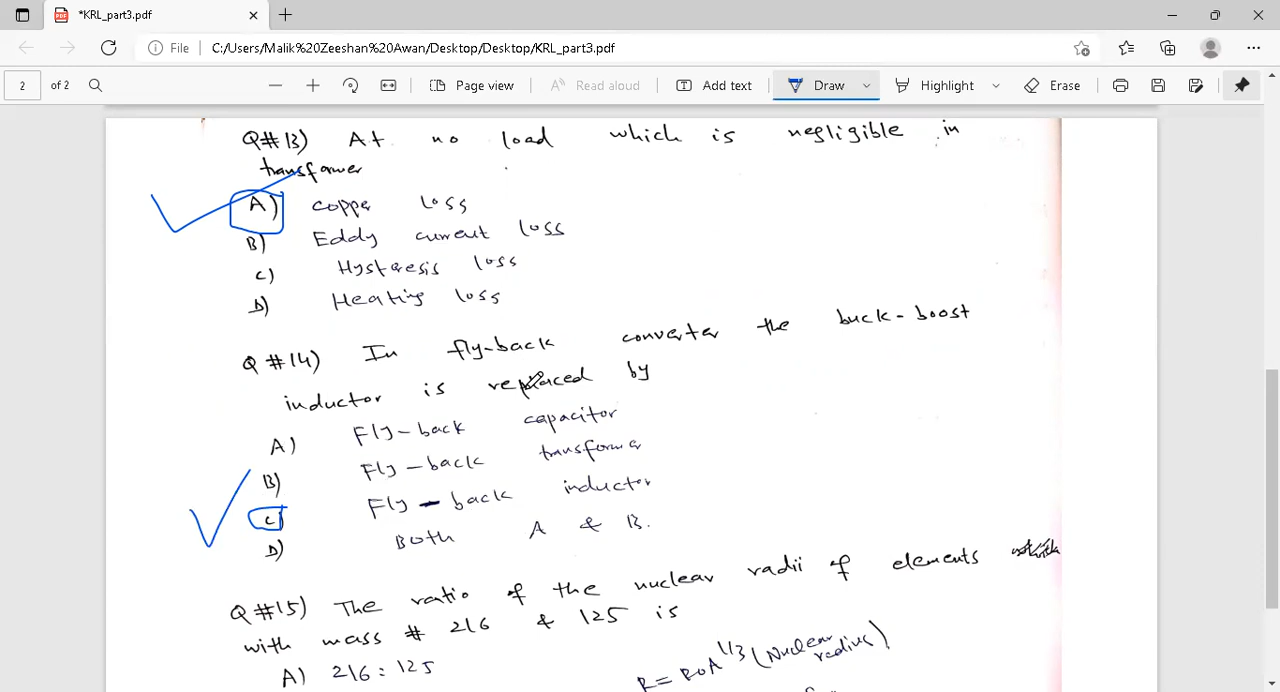 *KRL_part3.pdf
File C:/Users/Malik%20Zeeshan%20Awan/Desktop/Desktop/KRL_part3.pdf
2 of 2 Page view Read aloud Add text Draw Highlight Erase
Q#13) At no load which is negligible in
transformer
A) copper loss
B) Eddy current loss
C) Hysteresis loss
D) Heating loss
Q#14) In fly-back converter the buck-boost
inductor is replaced by
A) Fly-back capacitor
B) Fly-back transformer
C) Fly-back inductor
D) Both A & B.
Q#15) The ratio of the nuclear radii of elements
with mass # 216 & 125 is
A) 216:125
R=R0A^1/3 (Nuclear
radius)